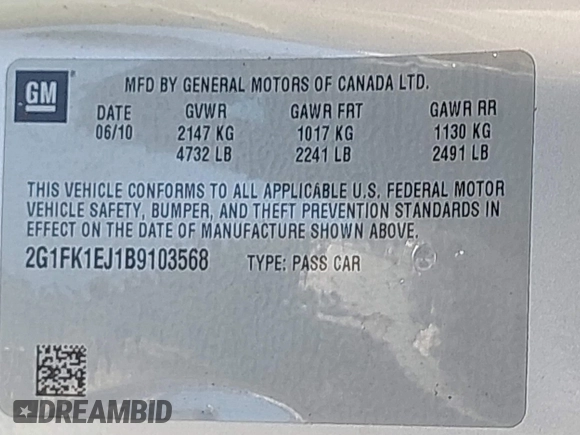 GM
MFD BY GENERAL MOTORS OF CANADA LTD.
DATE GVWR GAWR FRT GAWR RR
06/10 2147 KG 1017 KG 1130 KG
4732 LB 2241 LB 2491 LB
THIS VEHICLE CONFORMS TO ALL APPLICABLE U.S. FEDERAL MOTOR
VEHICLE SAFETY, BUMPER, AND THEFT PREVENTION STANDARDS IN
EFFECT ON THE DATE OF MANUFACTURE SHOWN ABOVE.
2G1FK1EJ1B9103568 TYPE: PASS CAR
DREAMBID